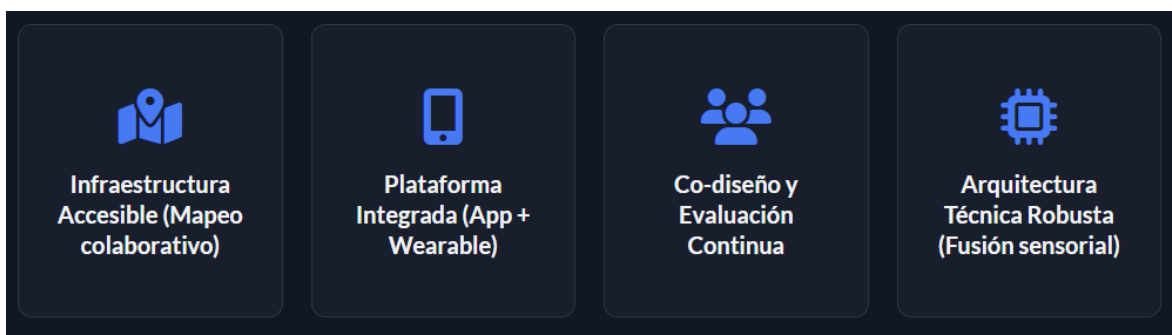 Infraestructura
Accesible (Mapeo
colaborativo)
Plataforma
Integrada (App +
Wearable)
Co-diseño y
Evaluación
Continua
Arquitectura
Técnica Robusta
(Fusión sensorial)